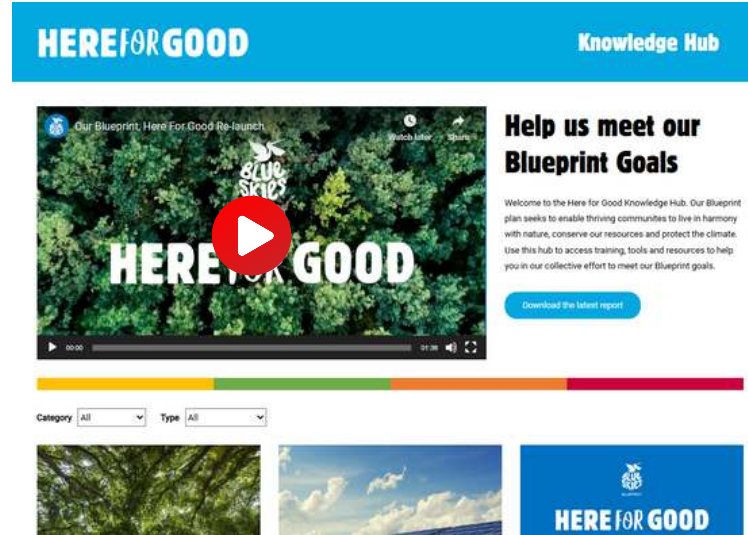 HERE FOR GOOD
Knowledge Hub
Our Blueprint, Here For Good Re-launch
Watch later
Share
BLUE
SKIES
HERE FOR GOOD
00:00
01:38
Help us meet our
Blueprint Goals
Welcome to the Here for Good Knowledge Hub. Our Blueprint
plan seeks to enable thriving communites to live in harmony
with nature, conserve our resources and protect the climate.
Use this hub to access training, tools and resources to help
you in our collective effort to meet our Blueprint goals.
Download the latest report
Category All
Type All
BLUE
SKIES
BLUEPRINT
HERE FOR GOOD